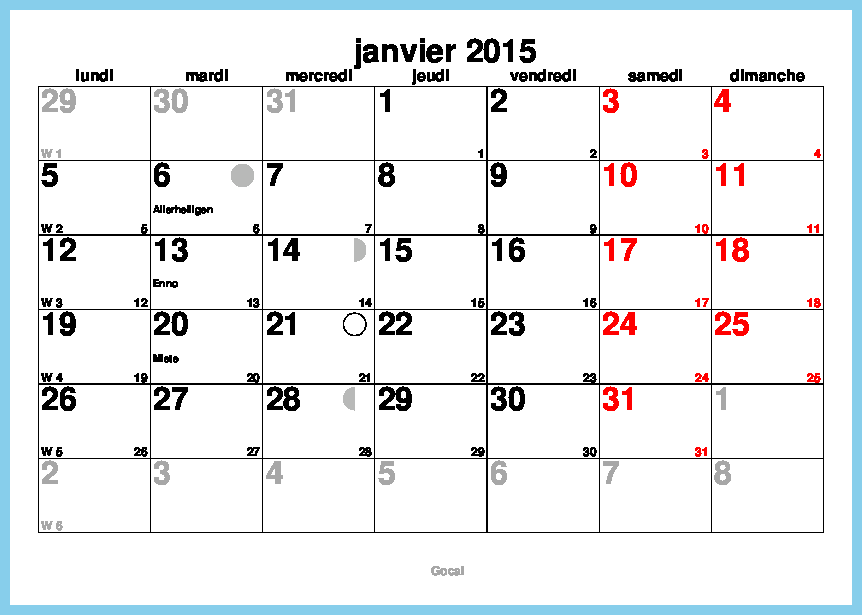 janvier 2015
lundi mardi mercredi jeudi vendredi samedi dimanche
29 30 31 1 2 3 4
W 1 1 2 3 4
5 6 7 8 9 10 11
Allerheiligen
W 2 5 6 7 8 9 10 11
12 13 14 15 16 17 18
Enno
W 3 12 13 14 15 16 17 18
19 20 21 22 23 24 25
Miete
W 4 19 20 21 22 23 24 25
26 27 28 29 30 31 1
W 5 26 27 28 29 30 31
2 3 4 5 6 7 8
W 6
Gocal